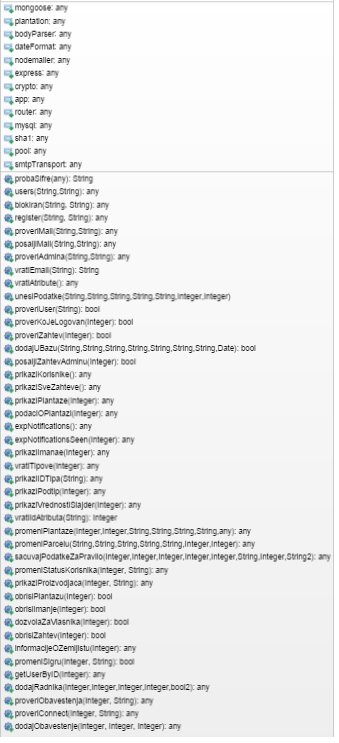 mongoose: any
plantation: any
bodyParser: any
dateFormat: any
nodemailer: any
express: any
crypto: any
app: any
router: any
mysql: any
sha1: any
pool: any
smtpTransport: any
probaSifre(any): String
users(String,String): any
blokiran(String, String): any
register(String, String): any
proveriMail(String,String): any
posaljiMail(String,String): any
proveriAdmina(String,String): any
vratiEmail(String): String
vratiAtribute(): any
unesiPodatke(String,String,String,String,String,Integer,Integer)
proveriUser(String): bool
proverKoJeLogovan(Integer): bool
proveriZahtev(Integer): bool
dodajUBazu(String,String,String,String,String,String,String,Date): bool
posaljiZahtevAdminu(Integer): bool
prikaziKorisnike(): any
prikaziSveZahteve(): any
prikaziPlantaze(Integer): any
podaciOPlantazi(Integer): any
expNotifications(): any
expNotificationsSeen(Integer): any
prikaziImanae(Integer): any
vratiTipove(Integer): any
prikaziIDTipa(String): any
prikaziPodtip(Integer): any
prikaziVrednostiSlajder(Integer): any
vratiIdAtributa(String): Integer
promeniPlantaze(Integer,Integer,String,String,String,String,any): any
promeniParcelu(String,String,String,String,String,Integer,Integer): any
sacuvajPodatkeZaPravilo(Integer,Integer,Integer,Integer,Integer,String,Integer,String2): any
promeniStatusKorisnika(Integer, String): any
prikaziProizvodjaca(Integer, String): any
obrisiPlantazu(Integer): bool
obrisiImanje(Integer): bool
dozvolaZaVlasnika(Integer): bool
obrisiZahtev(Integer): bool
informacijeOZemljistu(Integer): any
promeniSigru(Integer, String): bool
getUserByID(Integer): any
dodajRadnika(Integer,Integer,Integer,Integer,bool2): any
proveriObavestenja(Integer, String): any
proveriConnect(Integer, String): any
dodajObavestenje(Integer, Integer, Integer): any